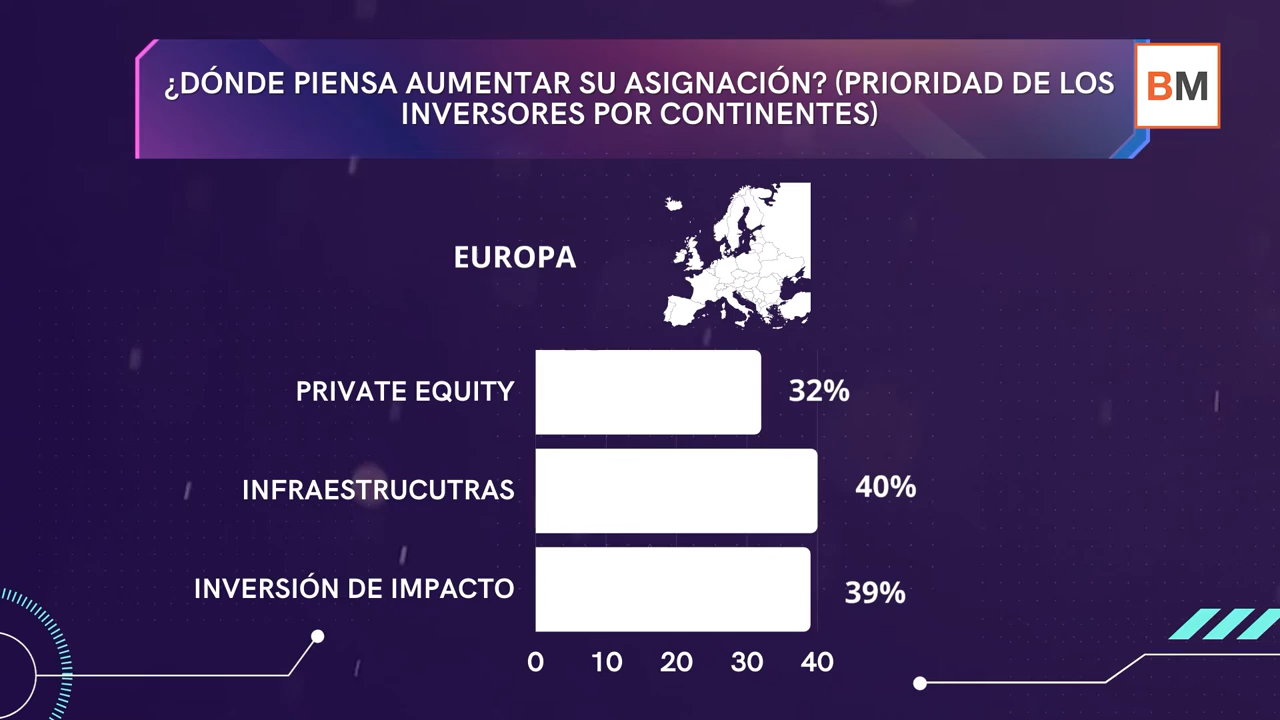 ¿DÓNDE PIENSA AUMENTAR SU ASIGNACIÓN? (PRIORIDAD DE LOS
INVERSORES POR CONTINENTES)
BM
EUROPA
PRIVATE EQUITY 32%
INFRAESTRUCUTRAS 40%
INVERSIÓN DE IMPACTO 39%
0 10 20 30 40